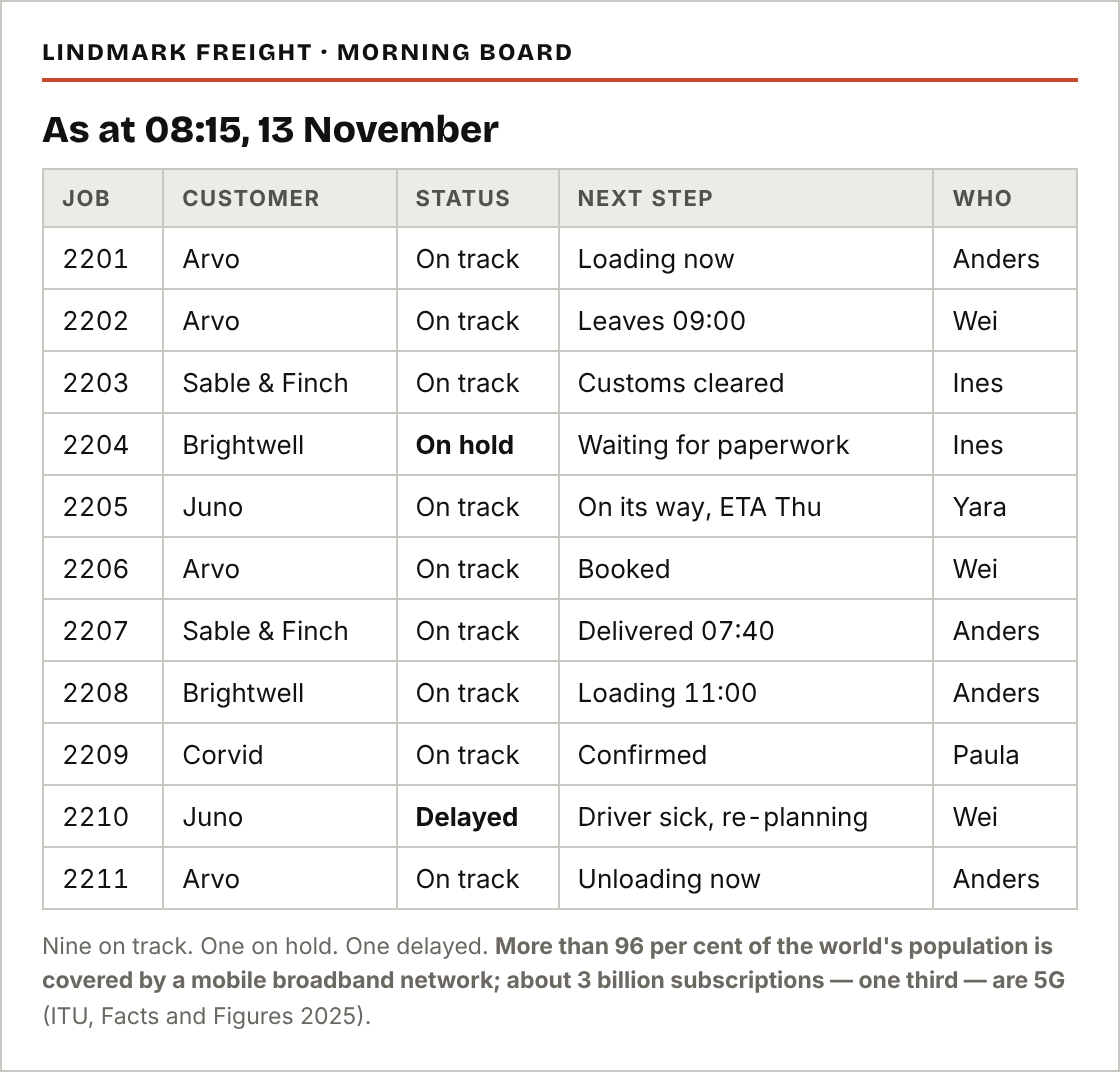 LINDMARK FREIGHT · MORNING BOARD
As at 08:15, 13 November
JOB CUSTOMER STATUS NEXT STEP WHO
2201 Arvo On track Loading now Anders
2202 Arvo On track Leaves 09:00 Wei
2203 Sable & Finch On track Customs cleared Ines
2204 Brightwell On hold Waiting for paperwork Ines
2205 Juno On track On its way, ETA Thu Yara
2206 Arvo On track Booked Wei
2207 Sable & Finch On track Delivered 07:40 Anders
2208 Brightwell On track Loading 11:00 Anders
2209 Corvid On track Confirmed Paula
2210 Juno Delayed Driver sick, re-planning Wei
2211 Arvo On track Unloading now Anders
Nine on track. One on hold. One delayed. More than 96 per cent of the world's population is
covered by a mobile broadband network; about 3 billion subscriptions — one third — are 5G
(ITU, Facts and Figures 2025).